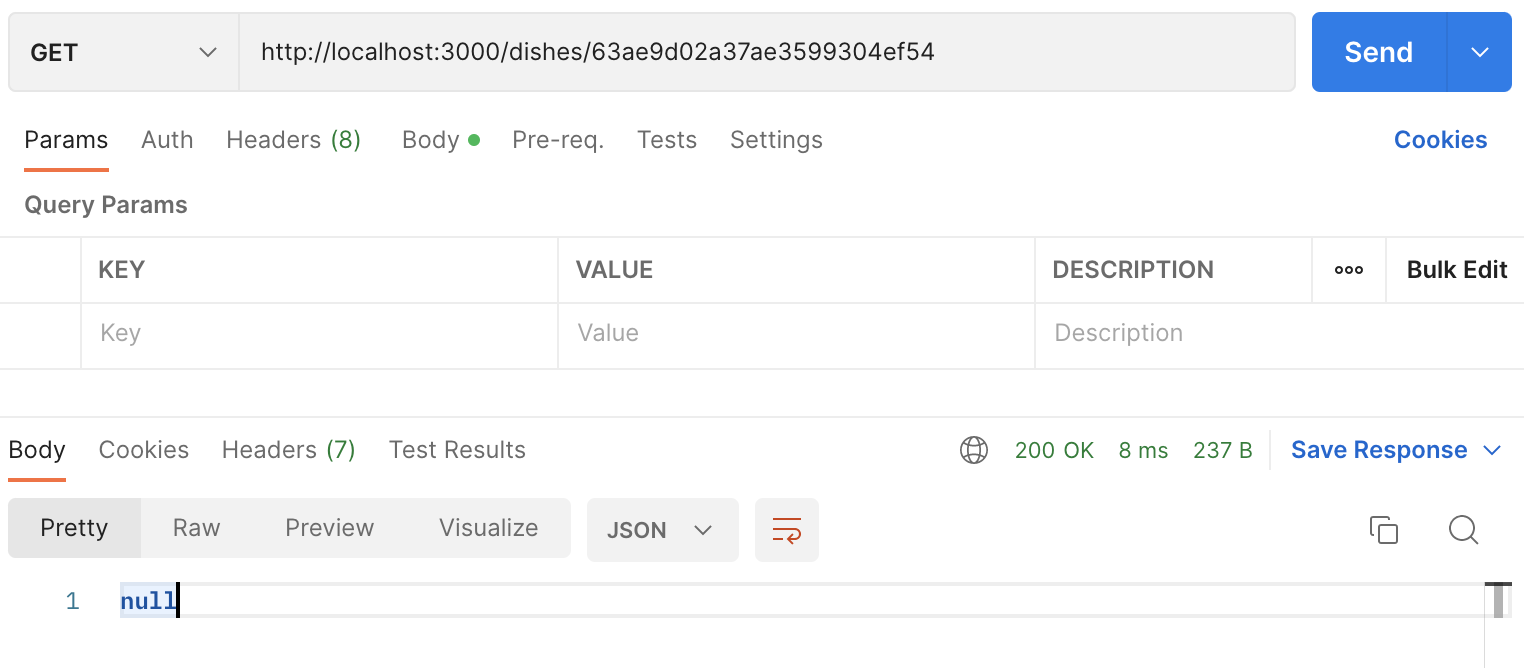 GET http://localhost:3000/dishes/63ae9d02a37ae3599304ef54 Send
Params Auth Headers (8) Body Pre-req. Tests Settings Cookies
Query Params
KEY VALUE DESCRIPTION Bulk Edit
Key Value Description
Body Cookies Headers (7) Test Results 200 OK 8 ms 237 B Save Response
Pretty Raw Preview Visualize JSON
1 null